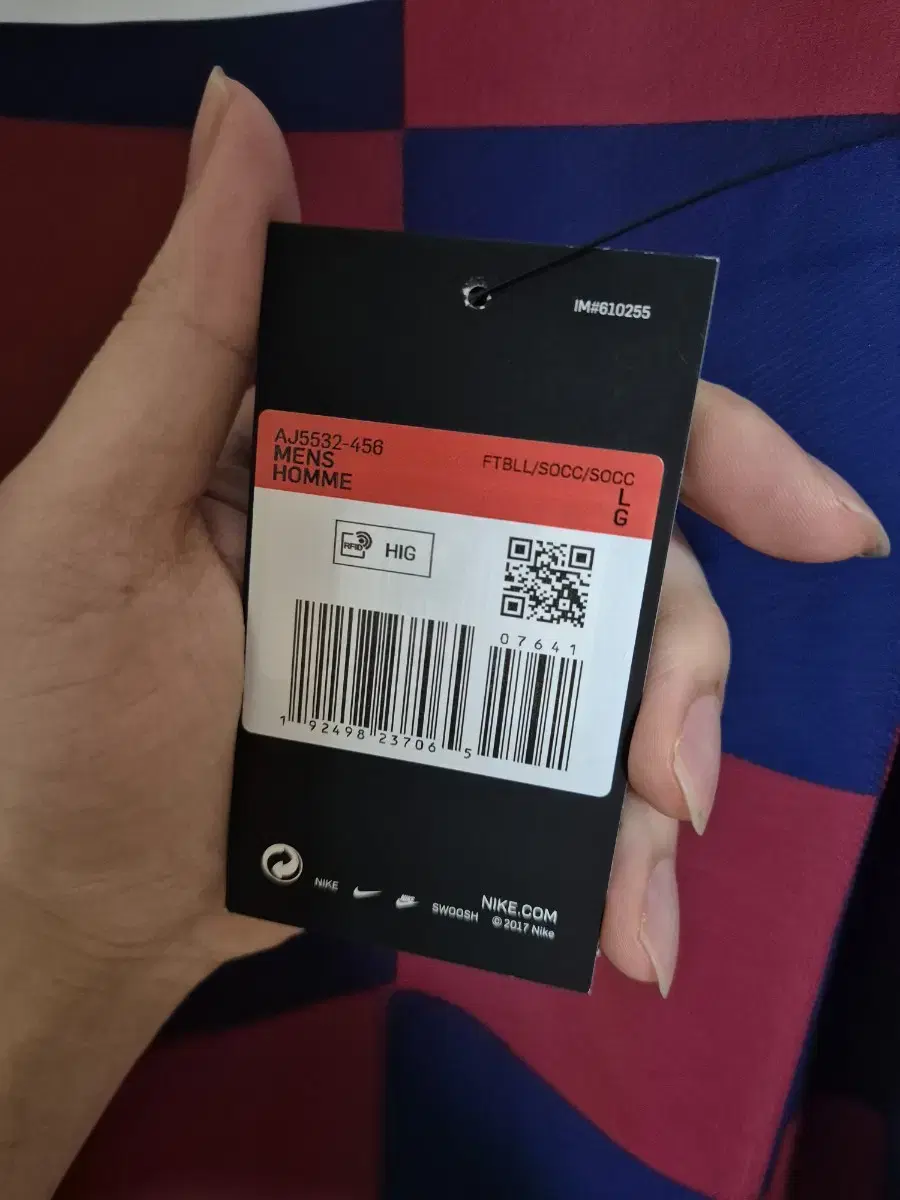 IM#610255
AJ5532-456
MENS
HOMME
FTBLL/SOCC/SOCC
L
G
RFID HIG
07641
1 92498 23706 5
NIKE
NIKE
SWOOSH
NIKE.COM
© 2017 Nike